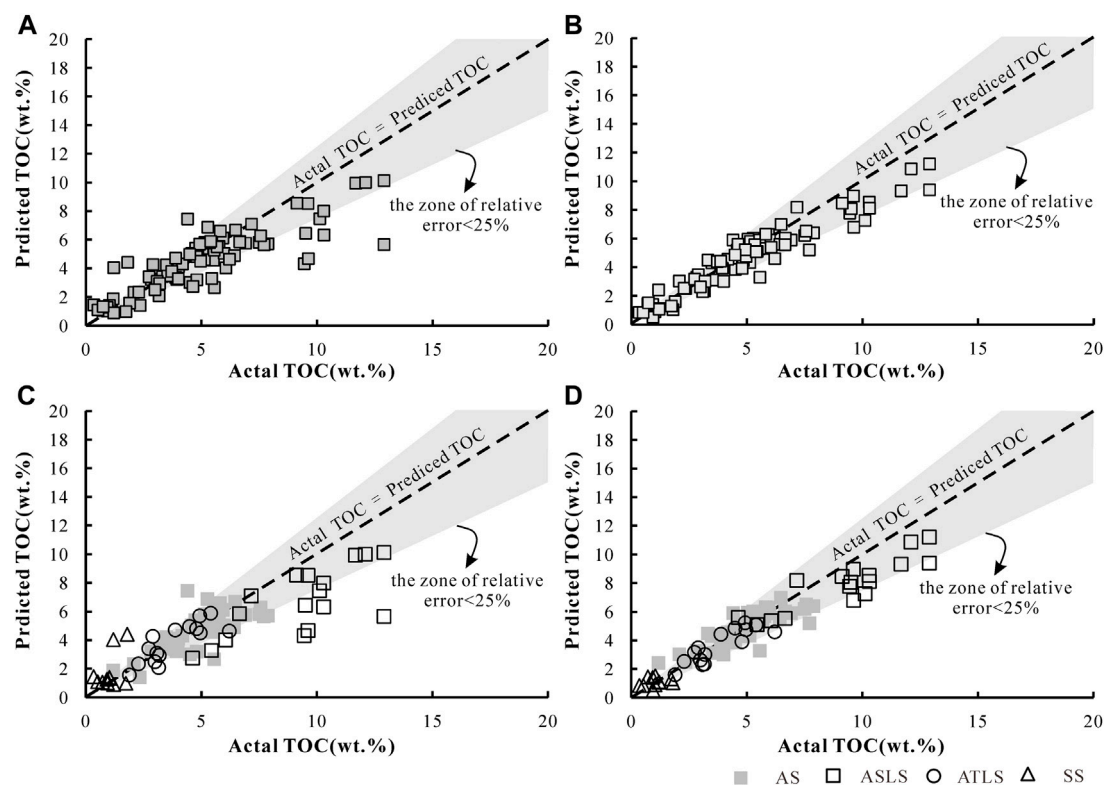 A
20
18
16
14
12
10
8
6
4
2
0
0
5
10
15
20
Prdicted TOC(wt.%)
Actal TOC(wt.%)
Actal TOC = Prediced TOC
the zone of relative
error<25%
B
20
18
16
14
12
10
8
6
4
2
0
0
5
10
15
20
Prdicted TOC(wt.%)
Actal TOC(wt.%)
Actal TOC = Prediced TOC
the zone of relative
error<25%
C
20
18
16
14
12
10
8
6
4
2
0
0
5
10
15
20
Prdicted TOC(wt.%)
Actal TOC(wt.%)
Actal TOC = Prediced TOC
the zone of relative
error<25%
D
20
18
16
14
12
10
8
6
4
2
0
0
5
10
15
20
Prdicted TOC(wt.%)
Actal TOC(wt.%)
Actal TOC = Prediced TOC
the zone of relative
error<25%
AS ASLS ATLS SS